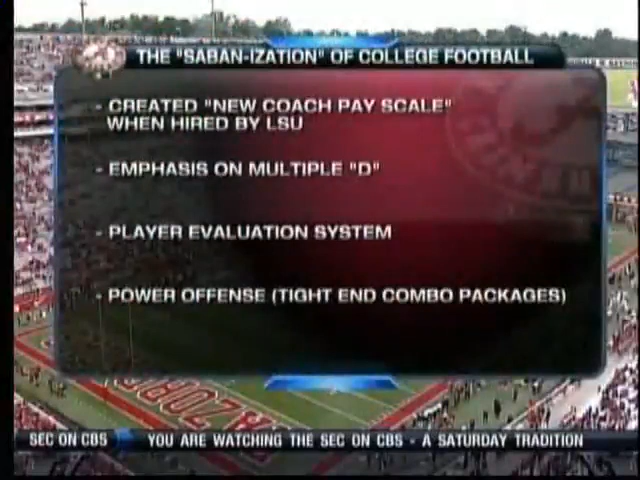 THE "SABAN-IZATION" OF COLLEGE FOOTBALL
- CREATED "NEW COACH PAY SCALE"
WHEN HIRED BY LSU
- EMPHASIS ON MULTIPLE "D"
- PLAYER EVALUATION SYSTEM
- POWER OFFENSE (TIGHT END COMBO PACKAGES)
SEC ON CBS YOU ARE WATCHING THE SEC ON CBS - A SATURDAY TRADITION